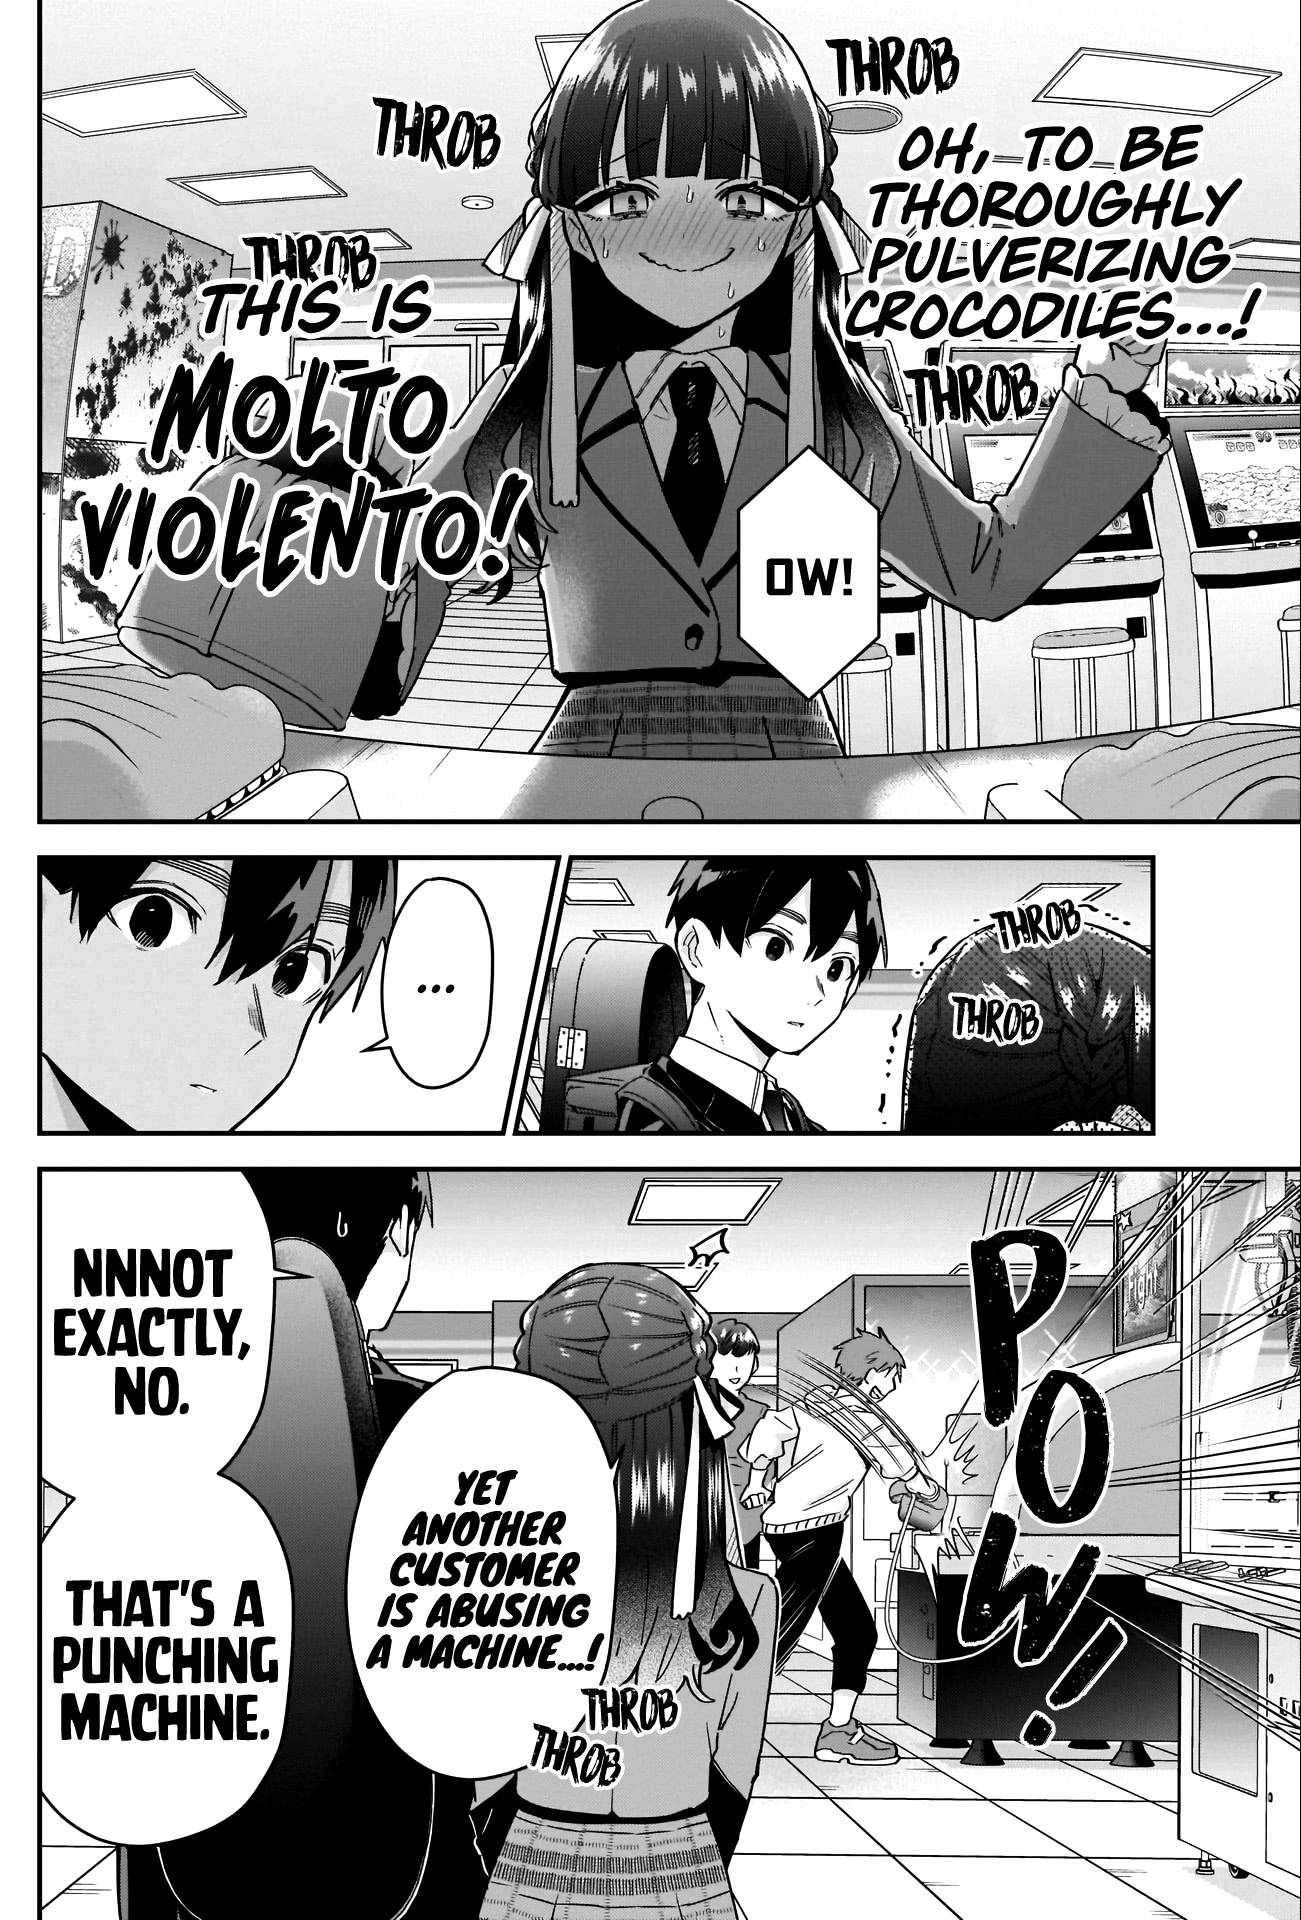 THROB
OH, TO BE
THOROUGHLY
PULVERIZING
CROCODILES...!
THROB
OW!
THROB
THROB
THIS IS
MOLTO
VIOLENTO!
THROB
THROB
...
POW!
YET
ANOTHER
CUSTOMER
IS ABUSING
A MACHINE...!
THROB
THROB
NNNOT
EXACTLY,
NO.
THAT'S A
PUNCHING
MACHINE.